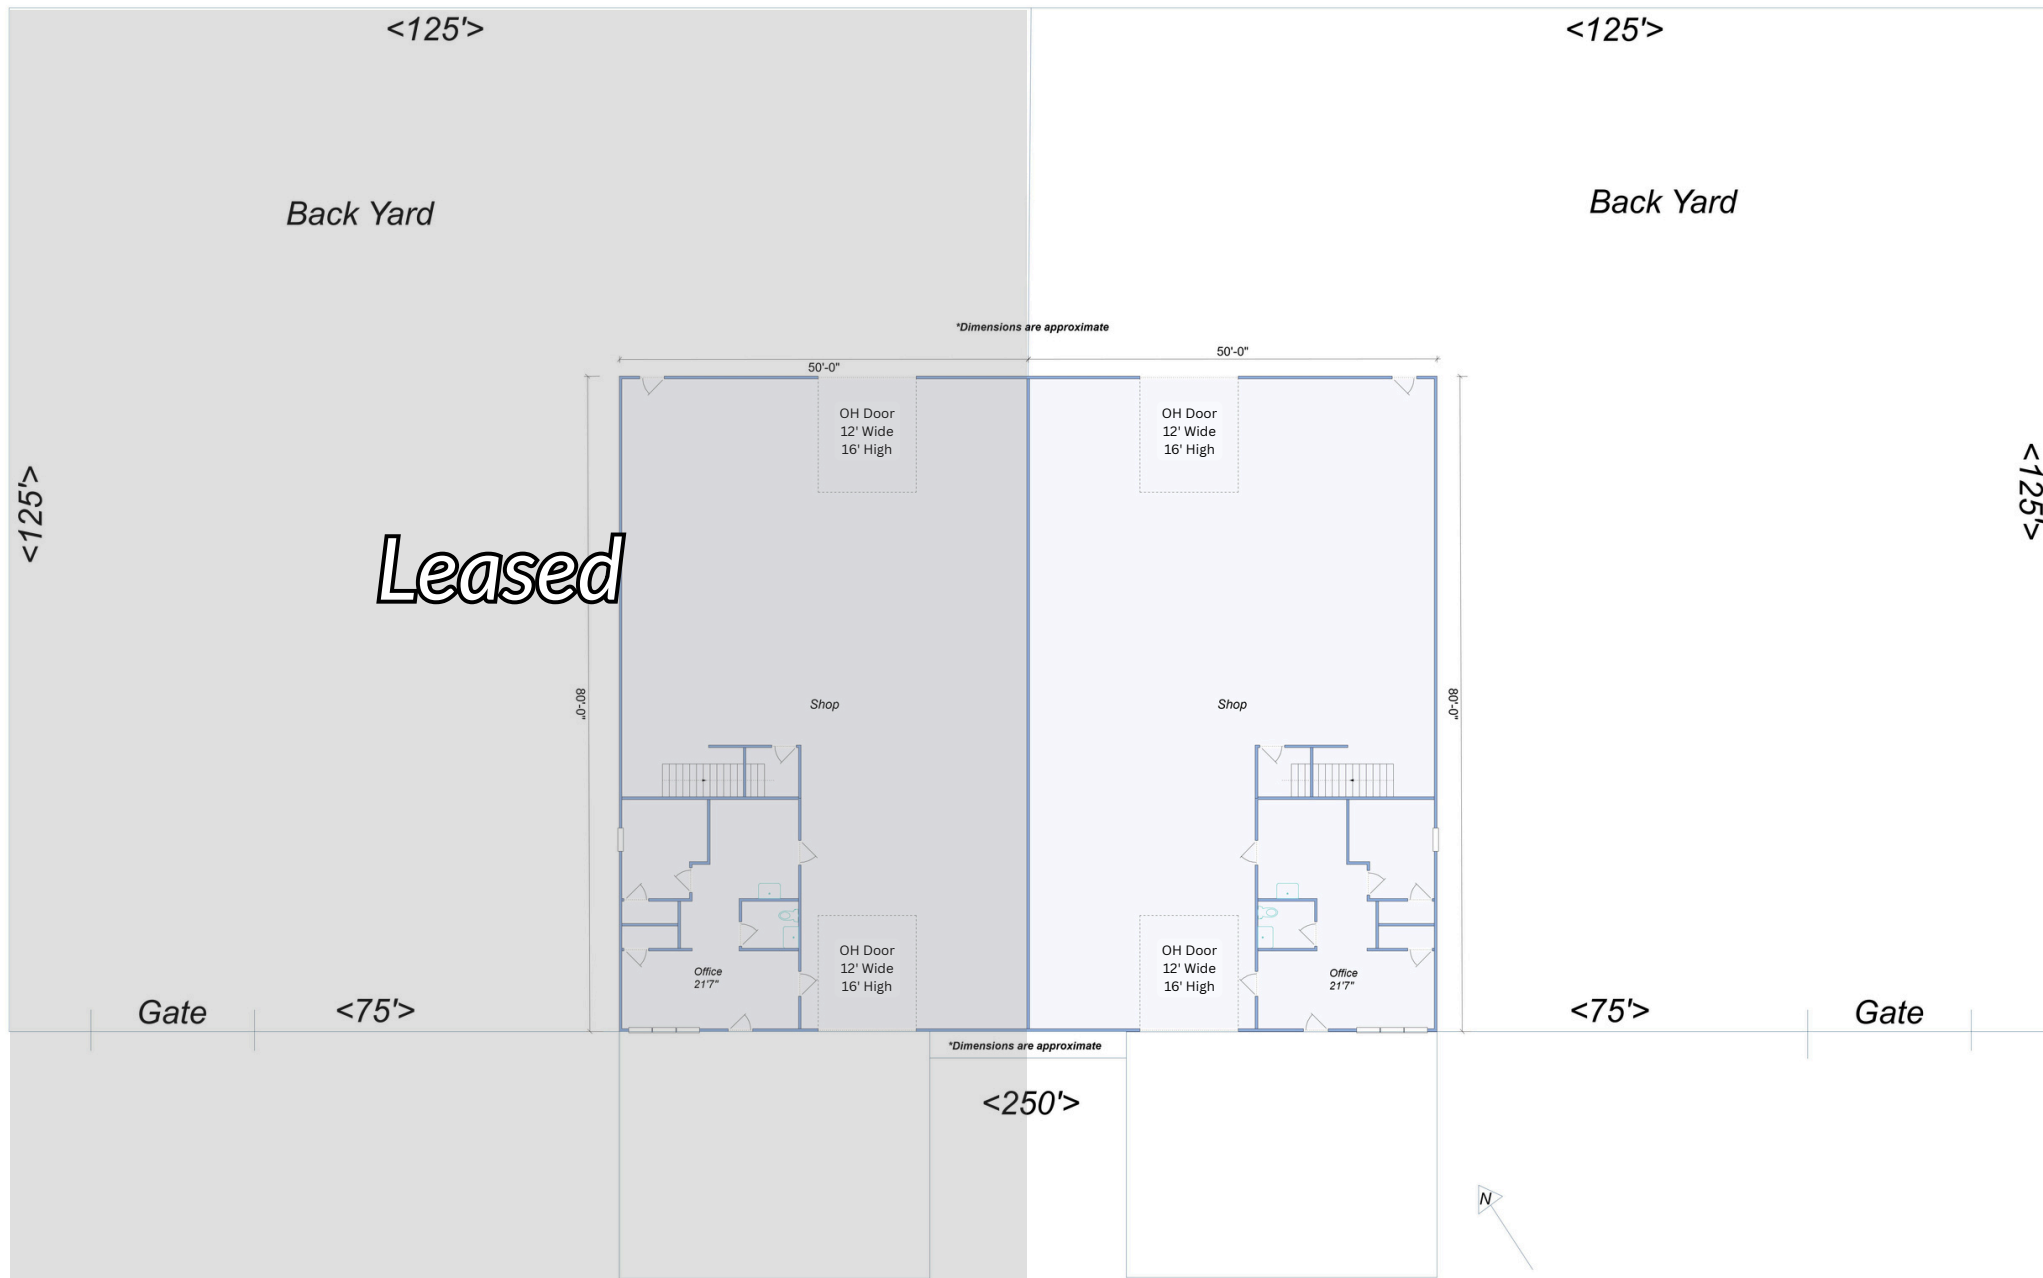 <125'>
<125'>
Back Yard
Back Yard
*Dimensions are approximate
50'-0"
50'-0"
OH Door
12' Wide
16' High
OH Door
12' Wide
16' High
<125'>
<125'>
Leased
80'-0"
80'-0"
Shop
Shop
OH Door
12' Wide
16' High
OH Door
12' Wide
16' High
Office
21'7"
Office
21'7"
Gate
<75'>
<75'>
Gate
*Dimensions are approximate
<250'>
N